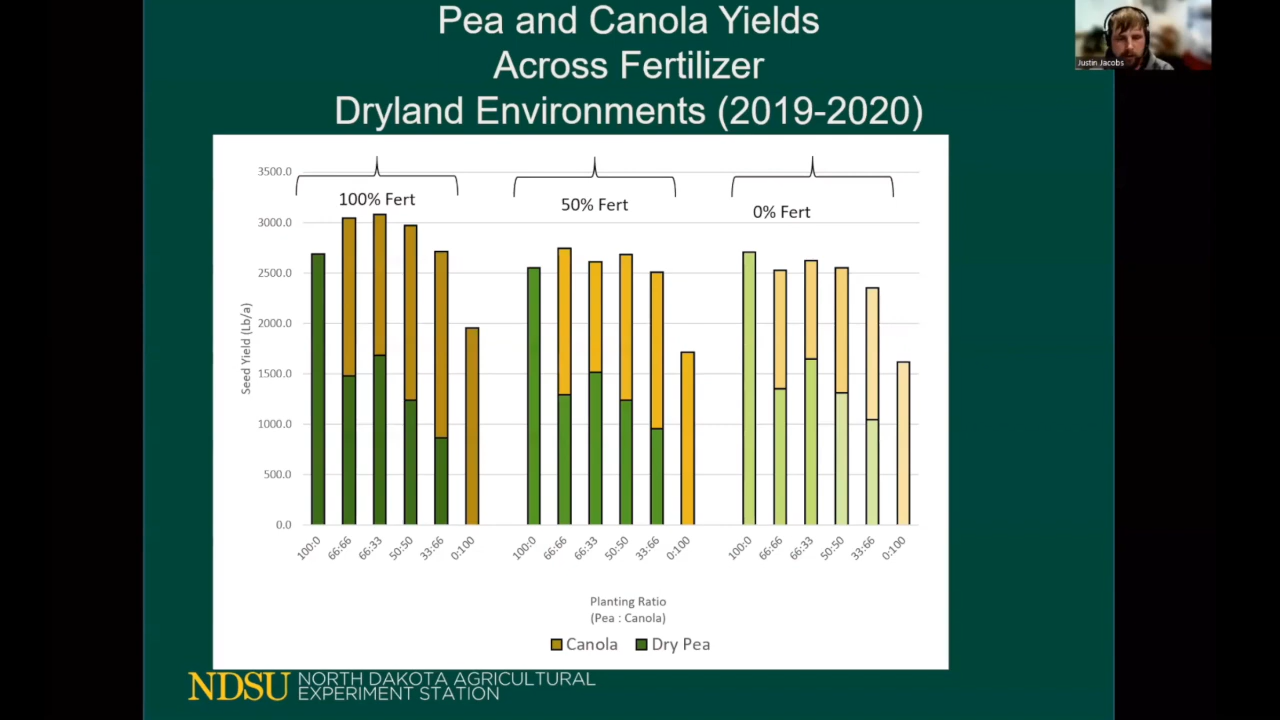 Pea and Canola Yields
Across Fertilizer
Dryland Environments (2019-2020)
Justin Jacobs
3500.0
3000.0
2500.0
2000.0
1500.0
1000.0
500.0
0.0
Seed Yield (Lb/a)
100% Fert
50% Fert
0% Fert
100:0
66:66
66:33
50:50
33:66
0:100
100:0
66:66
66:33
50:50
33:66
0:100
100:0
66:66
66:33
50:50
33:66
0:100
Planting Ratio
(Pea : Canola)
Canola
Dry Pea
NDSU
NORTH DAKOTA AGRICULTURAL
EXPERIMENT STATION